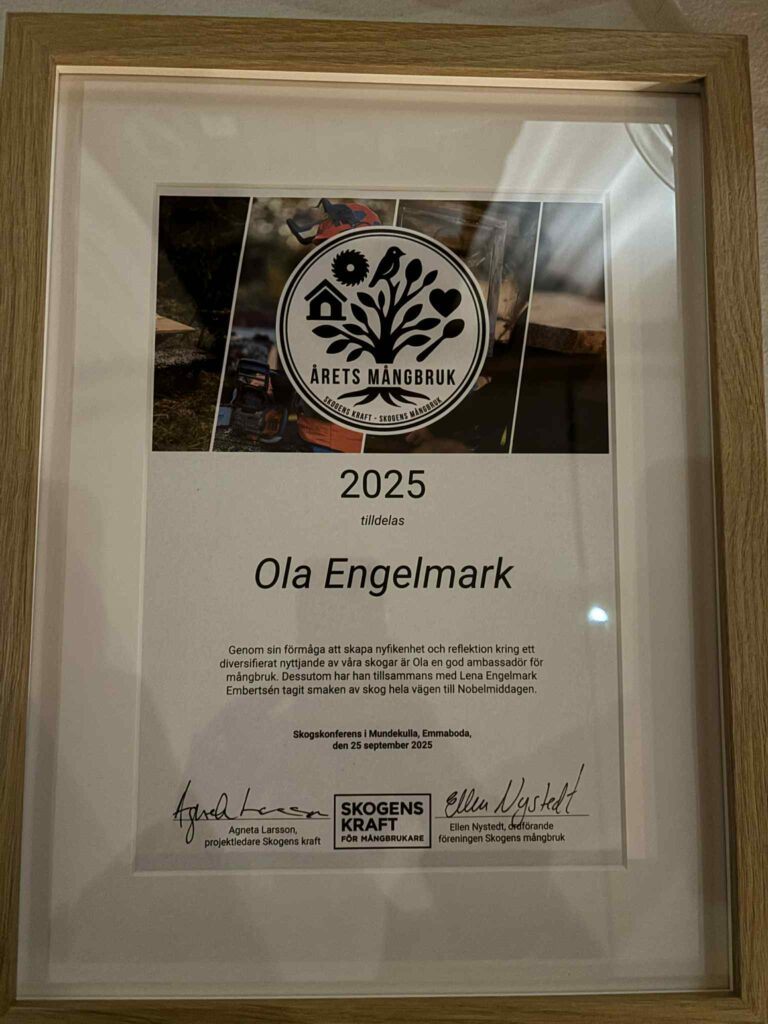 ÅRETS MÅNGBRUK
SKOGENS KRAFT - SKOGENS MÅNGBRUK
2025
tilldelas
Ola Engelmark
Genom sin förmåga att skapa nyfikenhet och reflektion kring ett
diversifierat nyttjande av våra skogar är Ola en god ambassadör för
mångbruk. Dessutom har han tillsammans med Lena Engelmark
Embertsén tagit smaken av skog hela vägen till Nobelmiddagen.
Skogskonferens i Mundekulla, Emmaboda,
den 25 september 2025
Agneta Larsson
Agneta Larsson,
projektledare Skogens kraft
SKOGENS
KRAFT
FÖR MÅNGBRUKARE
Ellen Nystedt
Ellen Nystedt, ordförande
föreningen Skogens mångbruk